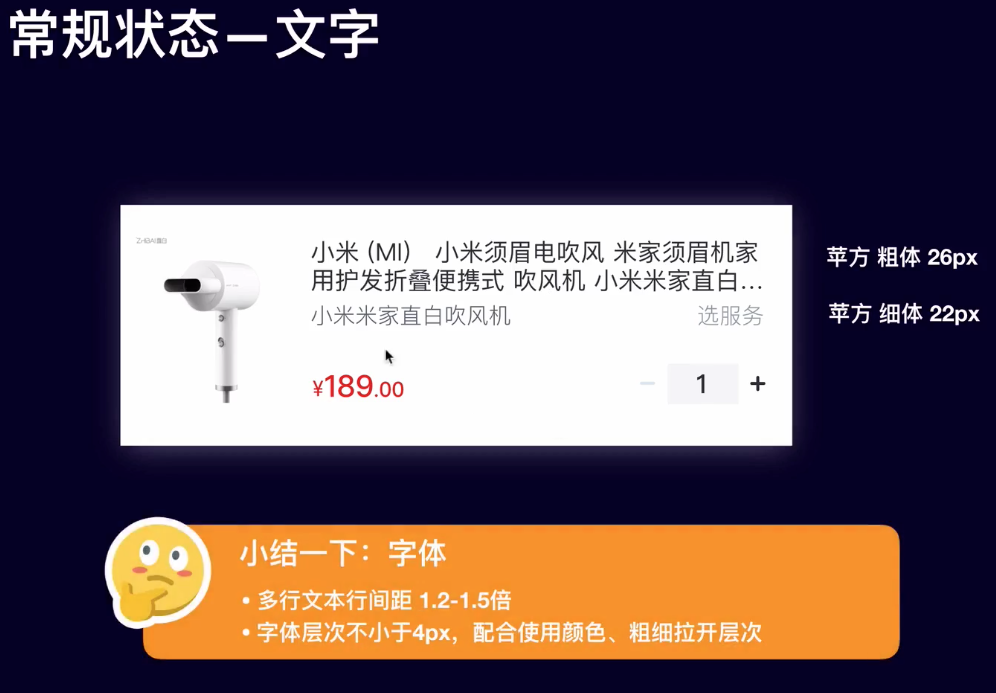 常规状态—文字
小米 (MI) 小米须眉电吹风 米家须眉机家
用护发折叠便携式 吹风机 小米米家直白...
小米米家直白吹风机 选服务
¥189.00 − 1 +
苹方 粗体 26px
苹方 细体 22px
小结一下：字体
• 多行文本行间距 1.2-1.5倍
• 字体层次不小于4px，配合使用颜色、粗细拉开层次